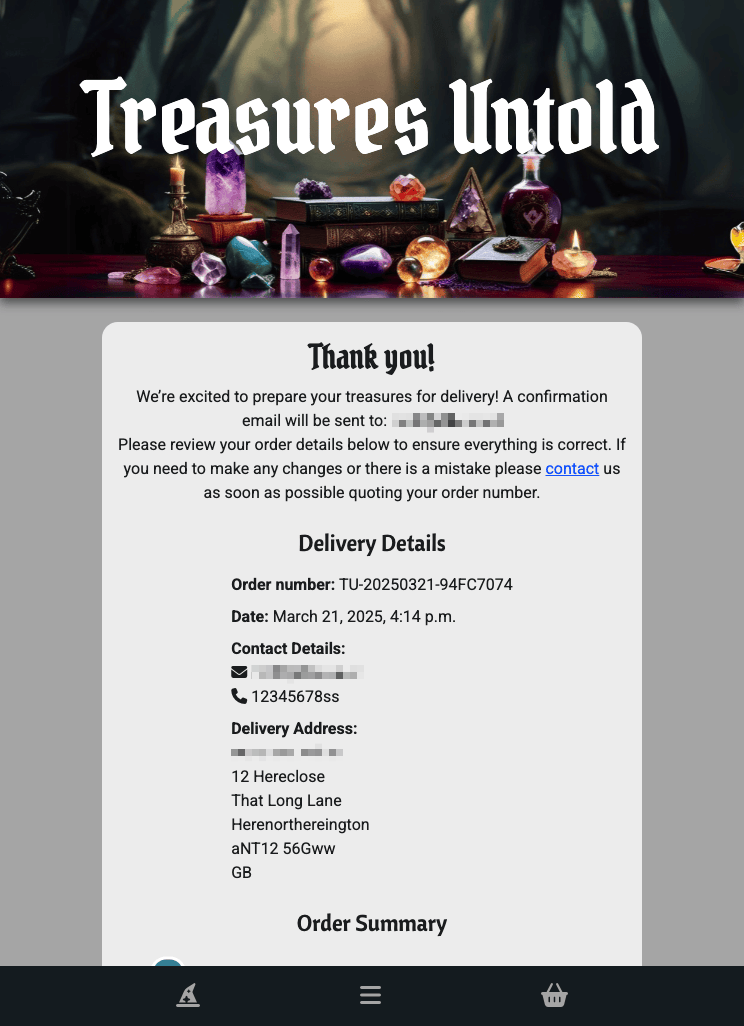 Treasures Untold
Thank you!
We’re excited to prepare your treasures for delivery! A confirmation
email will be sent to:
Please review your order details below to ensure everything is correct. If
you need to make any changes or there is a mistake please contact us
as soon as possible quoting your order number.
Delivery Details
Order number: TU-20250321-94FC7074
Date: March 21, 2025, 4:14 p.m.
Contact Details:
12345678ss
Delivery Address:
12 Hereclose
That Long Lane
Herenorthereington
aNT12 56Gww
GB
Order Summary